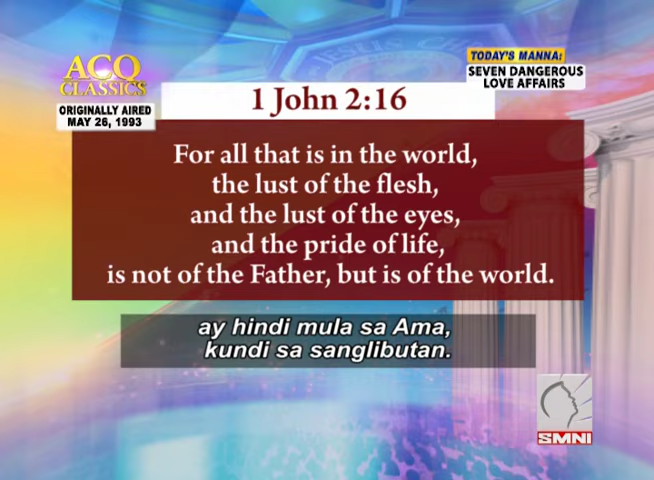 ACQ
CLASSICS
ORIGINALLY AIRED
MAY 26, 1993
TODAY'S MANNA:
SEVEN DANGEROUS
LOVE AFFAIRS
JESUS CH
1 John 2:16
For all that is in the world,
the lust of the flesh,
and the lust of the eyes,
and the pride of life,
is not of the Father, but is of the world.
ay hindi mula sa Ama,
kundi sa sanglibutan.
SMNI